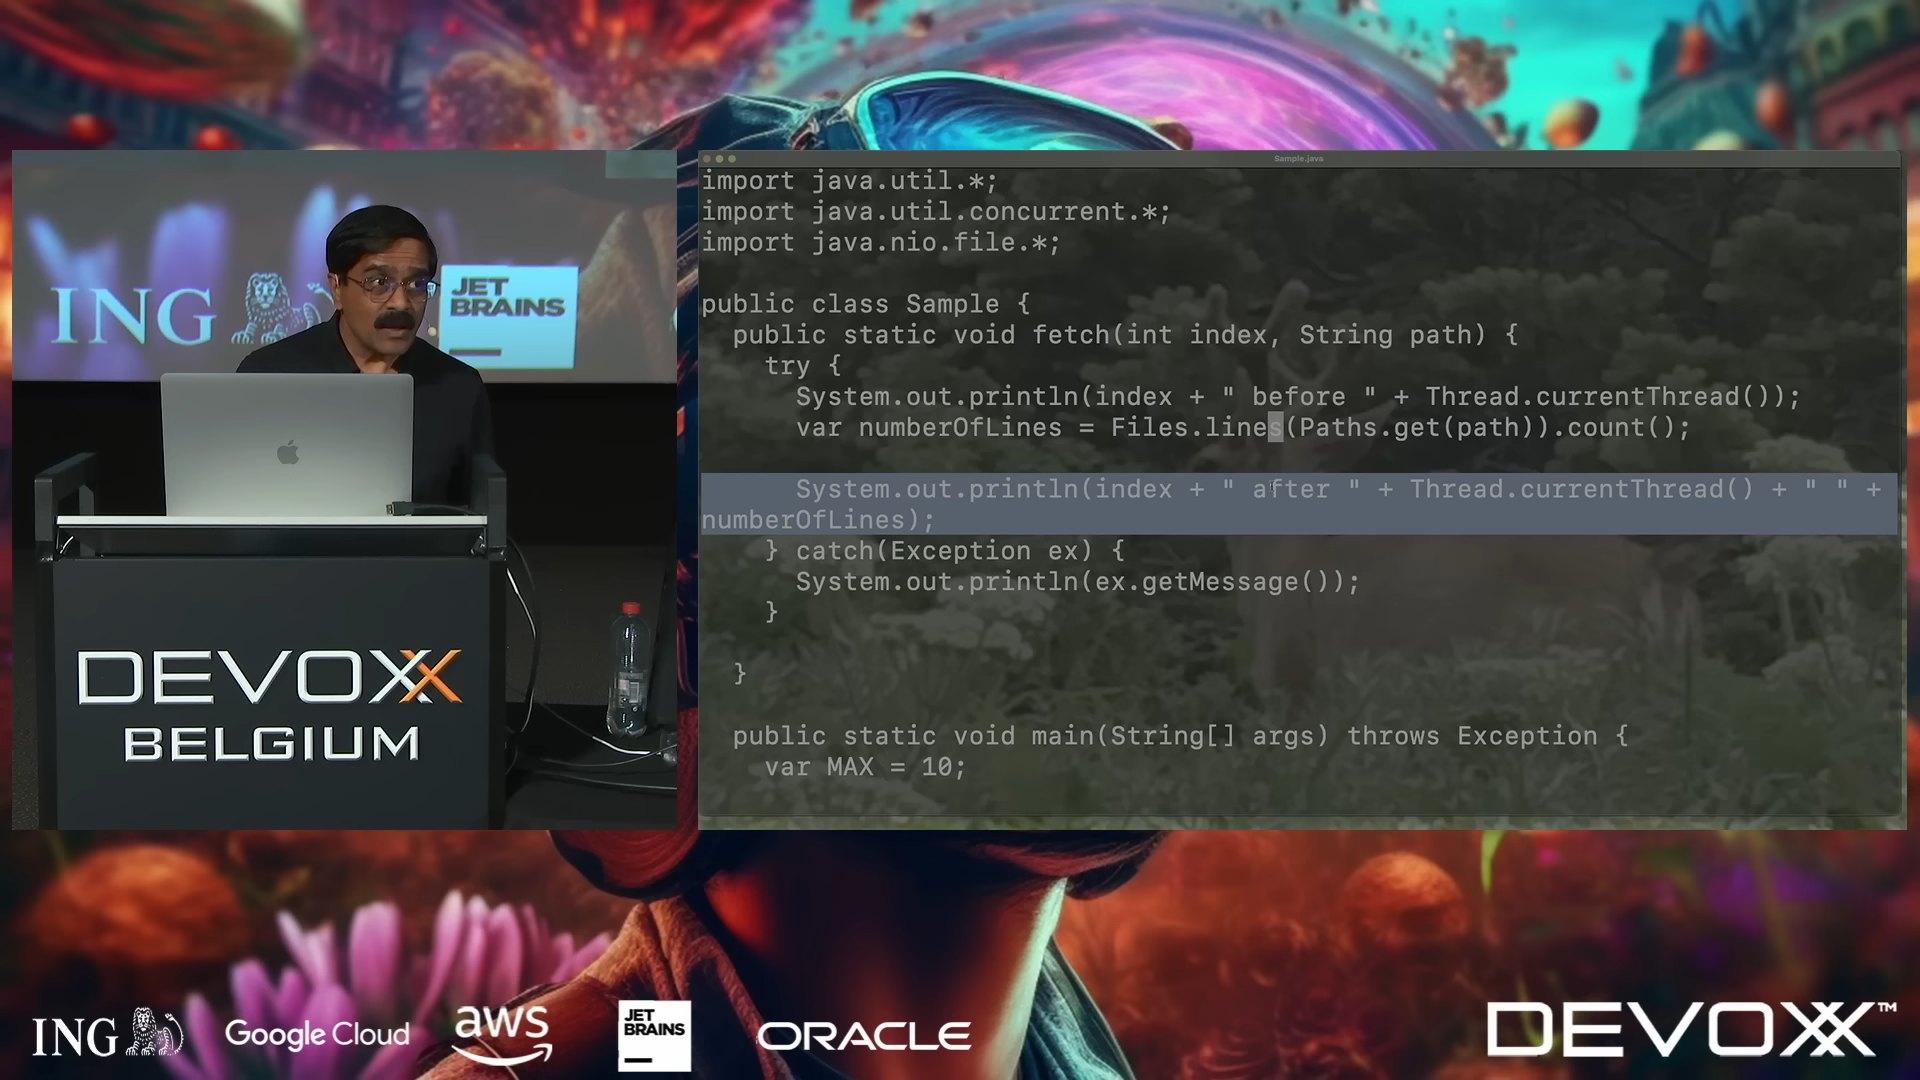 ING
JET
BRAINS
DEVOXX
BELGIUM
Sample.java
import java.util.*;
import java.util.concurrent.*;
import java.nio.file.*;
public class Sample {
public static void fetch(int index, String path) {
try {
System.out.println(index + " before " + Thread.currentThread());
var numberOfLines = Files.lines(Paths.get(path)).count();
System.out.println(index + " after " + Thread.currentThread() + " " +
numberOfLines);
} catch(Exception ex) {
System.out.println(ex.getMessage());
}
}
public static void main(String[] args) throws Exception {
var MAX = 10;
ING
Google Cloud
aws
JET
BRAINS
ORACLE
DEVOXX™